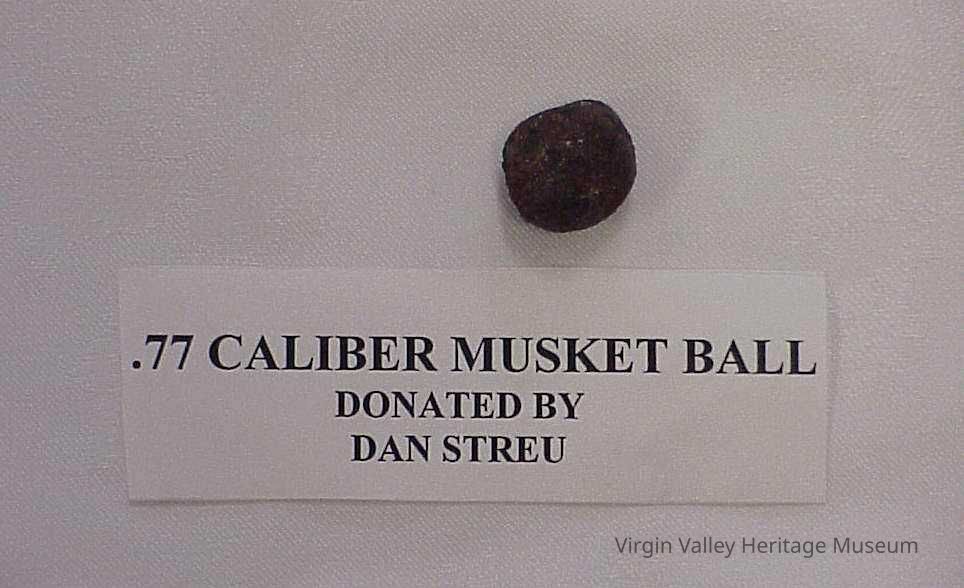 .77 CALIBER MUSKET BALL
DONATED BY
DAN STREU
Virgin Valley Heritage Museum